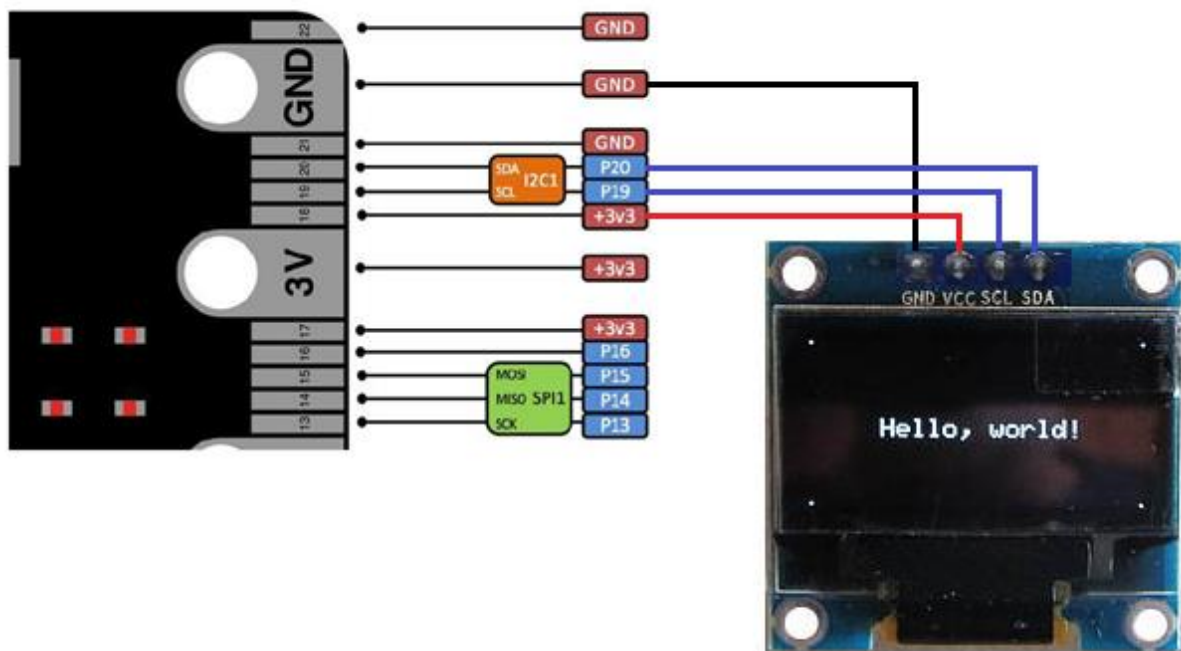 22 GND
GND GND
21 GND
20 SDA I2C1 P20
19 SCL P19
18 +3v3
3V +3v3
17 +3v3
16 P16
15 MOSI P15
14 MISO SPI1 P14
13 SCK P13
GND VCC SCL SDA
Hello, world!